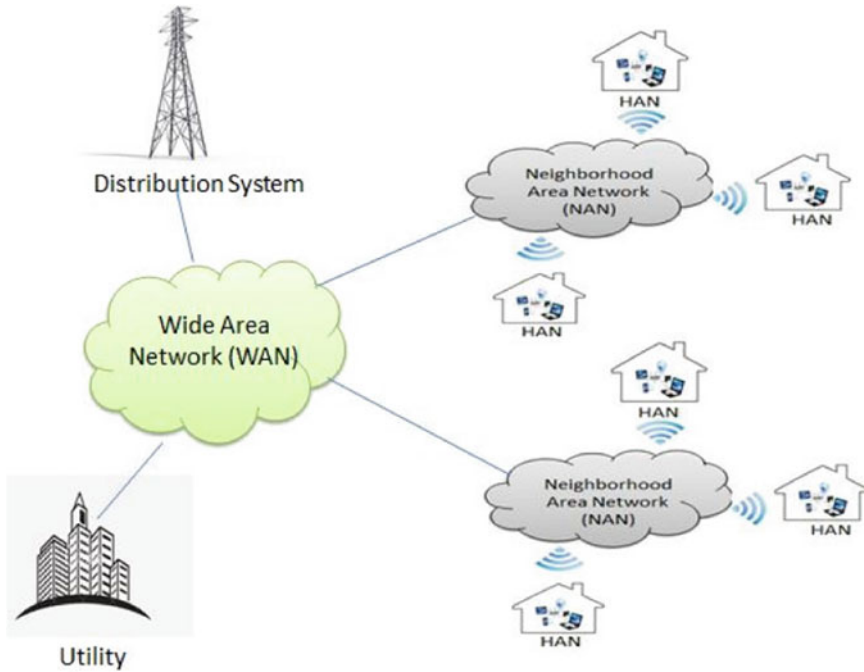 HAN
Distribution System
Neighborhood
Area Network
(NAN)
HAN
HAN
Wide Area
Network (WAN)
HAN
Neighborhood
Area Network
(NAN)
HAN
HAN
Utility